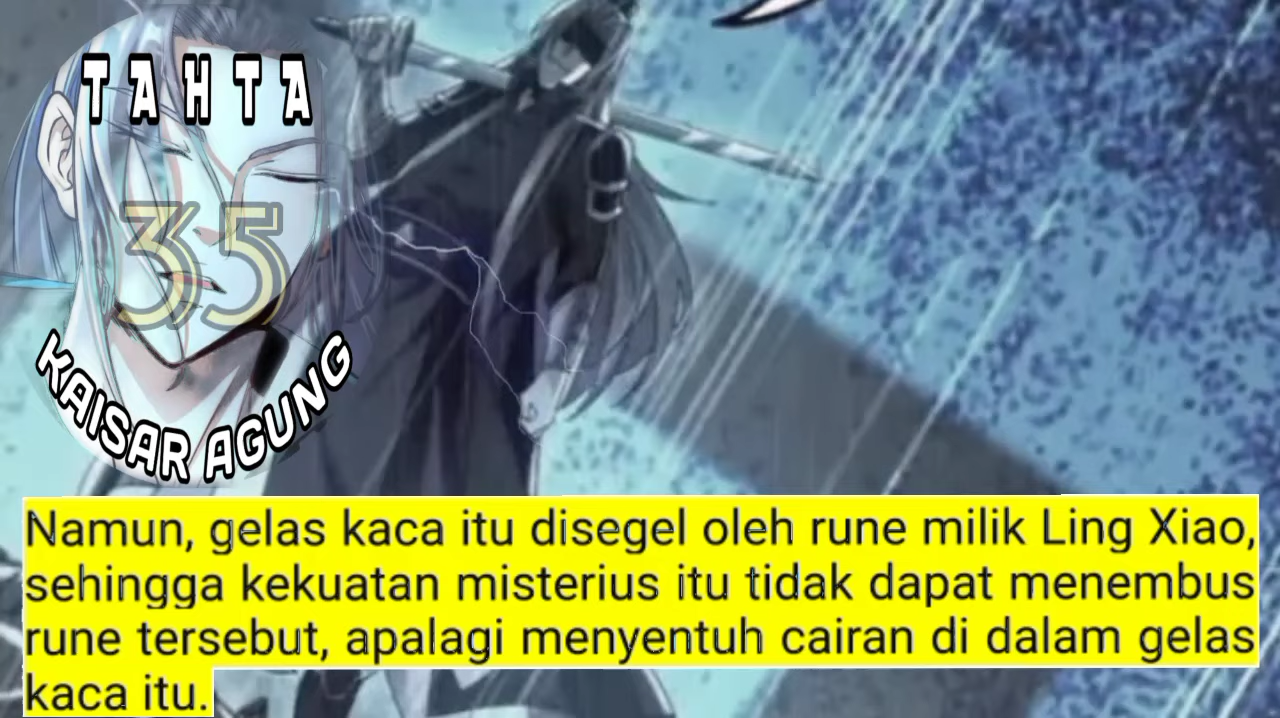 TAHTA
35
KAISAR AGUNG
Namun, gelas kaca itu disegel oleh rune milik Ling Xiao,
sehingga kekuatan misterius itu tidak dapat menembus
rune tersebut, apalagi menyentuh cairan di dalam gelas
kaca itu.